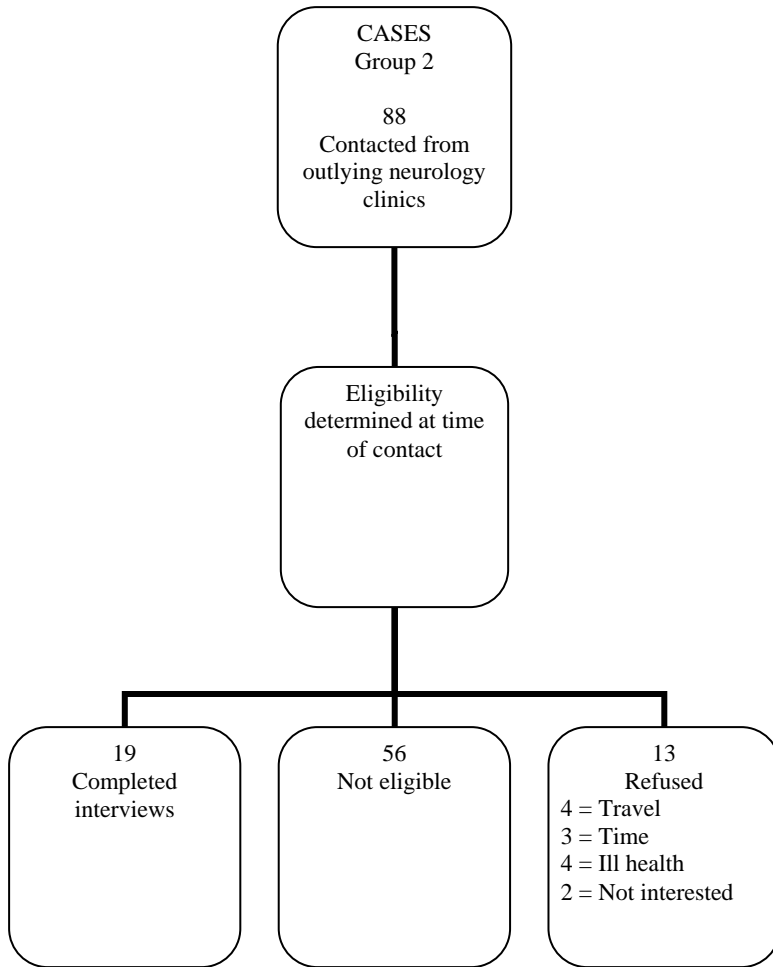 CASES
Group 2
88
Contacted from
outlying neurology
clinics
Eligibility
determined at time
of contact
19
Completed
interviews
56
Not eligible
13
Refused
4 = Travel
3 = Time
4 = Ill health
2 = Not interested